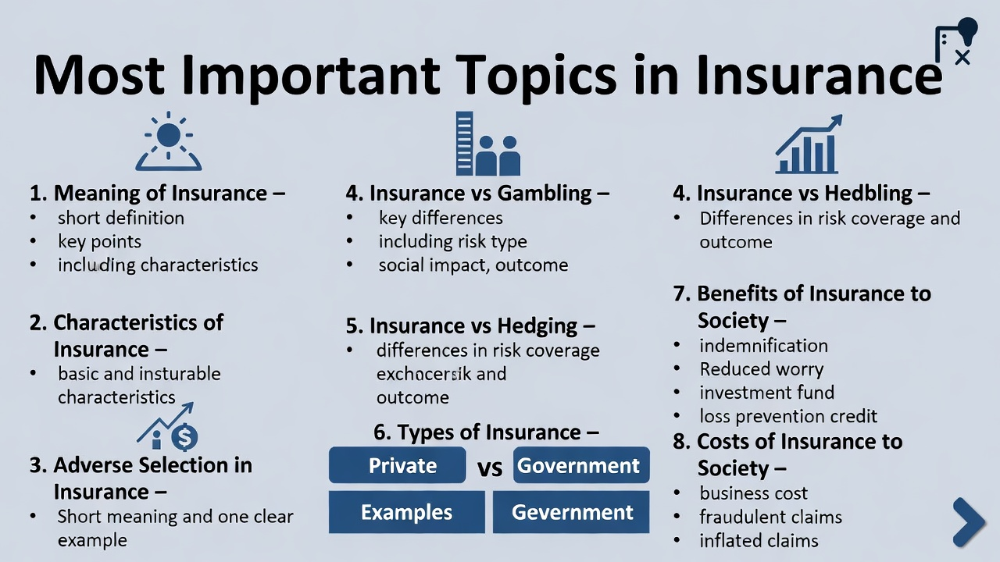 Most Important Topics in Insurance
1. Meaning of Insurance –
• short definition
• key points
• including characteristics
2. Characteristics of
Insurance –
• basic and insturable
characteristics
3. Adverse Selection in
Insurance –
• Short meaning and one clear
example
4. Insurance vs Gambling –
• key differences
• including risk type
• social impact, outcome
5. Insurance vs Hedging –
• differences in risk coverage
and
outcome
6. Types of Insurance –
Private vs Government
Examples Gevernment
4. Insurance vs Hedbling –
• Differences in risk coverage and
outcome
7. Benefits of Insurance to
Society –
• indemnification
• Reduced worry
• investment fund
• loss prevention credit
8. Costs of Insurance to
Society –
• business cost
• fraudulent claims
• inflated claims